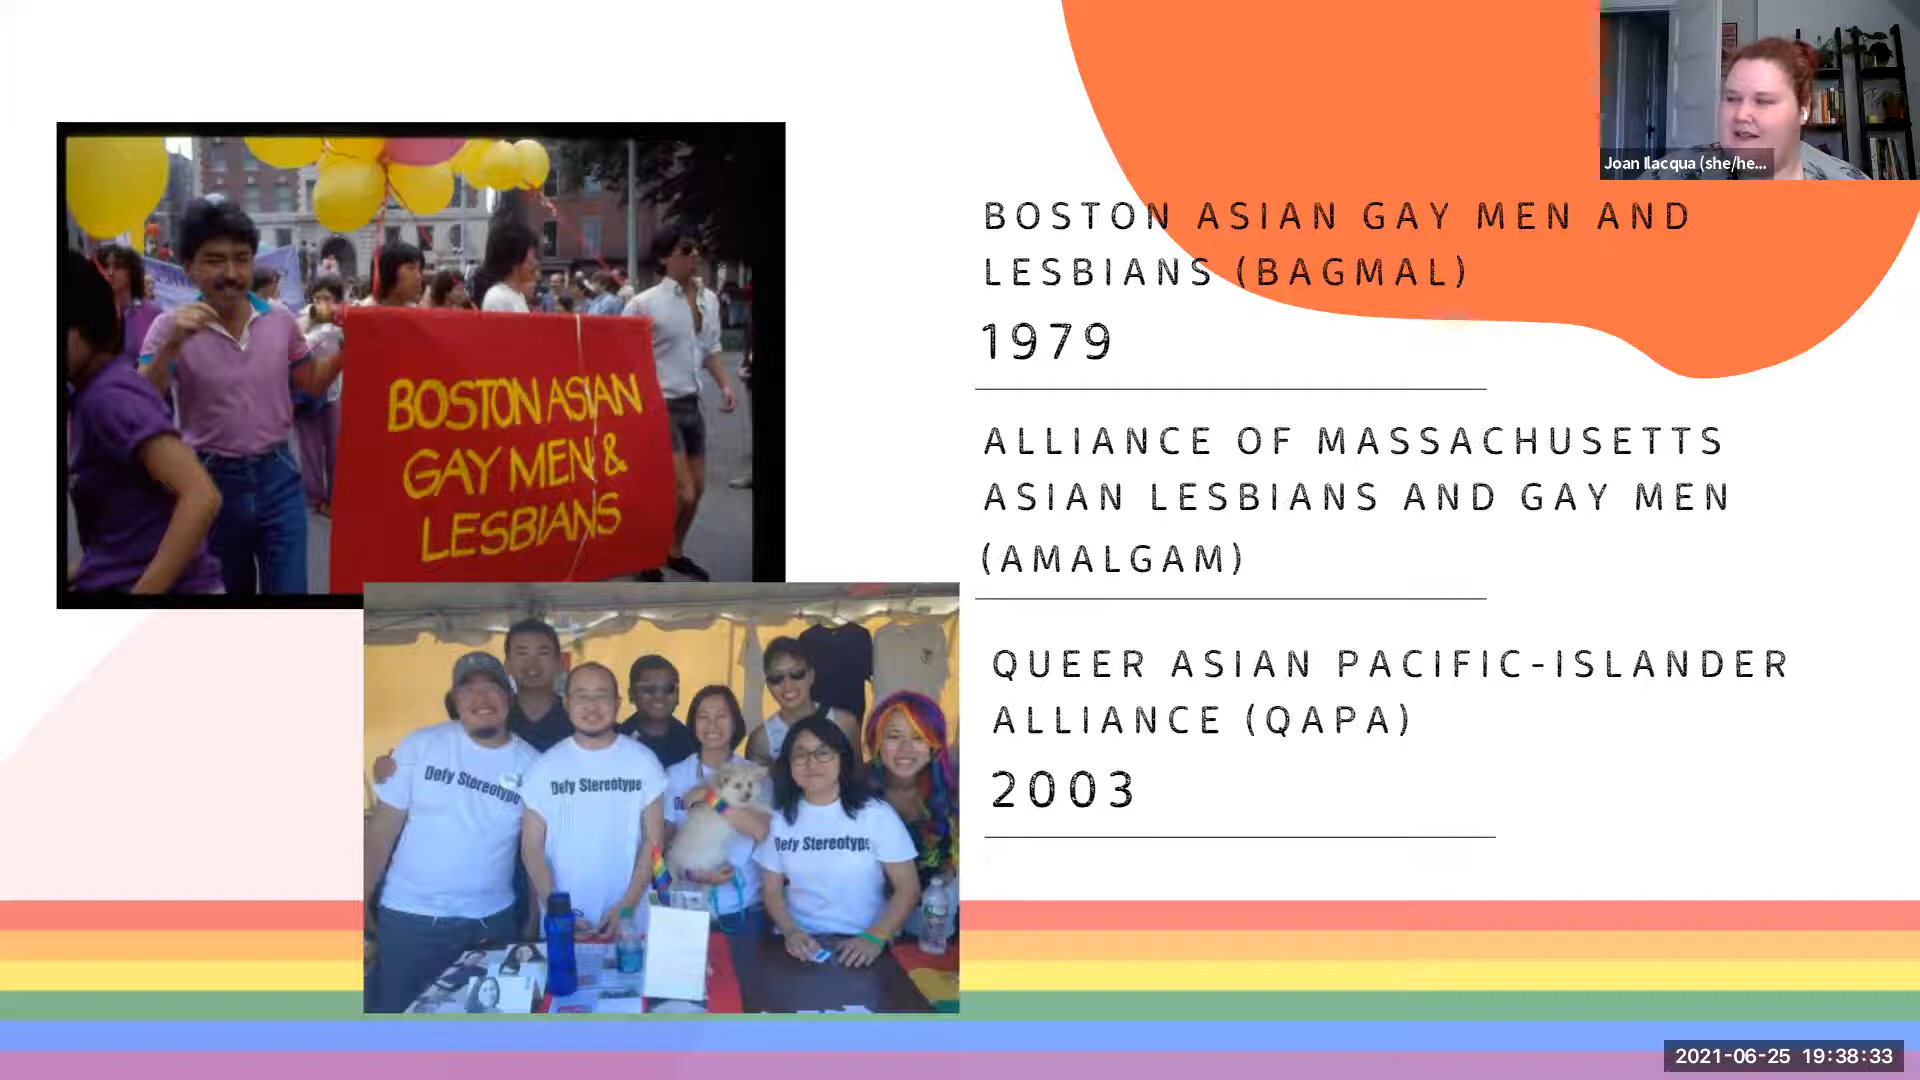 Joan Ilacqua (she/he...
BOSTON ASIAN GAY MEN AND
LESBIANS (BAGMAL)
1979
ALLIANCE OF MASSACHUSETTS
ASIAN LESBIANS AND GAY MEN
(AMALGAM)
QUEER ASIAN PACIFIC-ISLANDER
ALLIANCE (QAPA)
2003
BOSTON ASIAN
GAY MEN &
LESBIANS
Defy Stereotype
Defy Stereotype
Defy Stereotype
2021-06-25 19:38:33